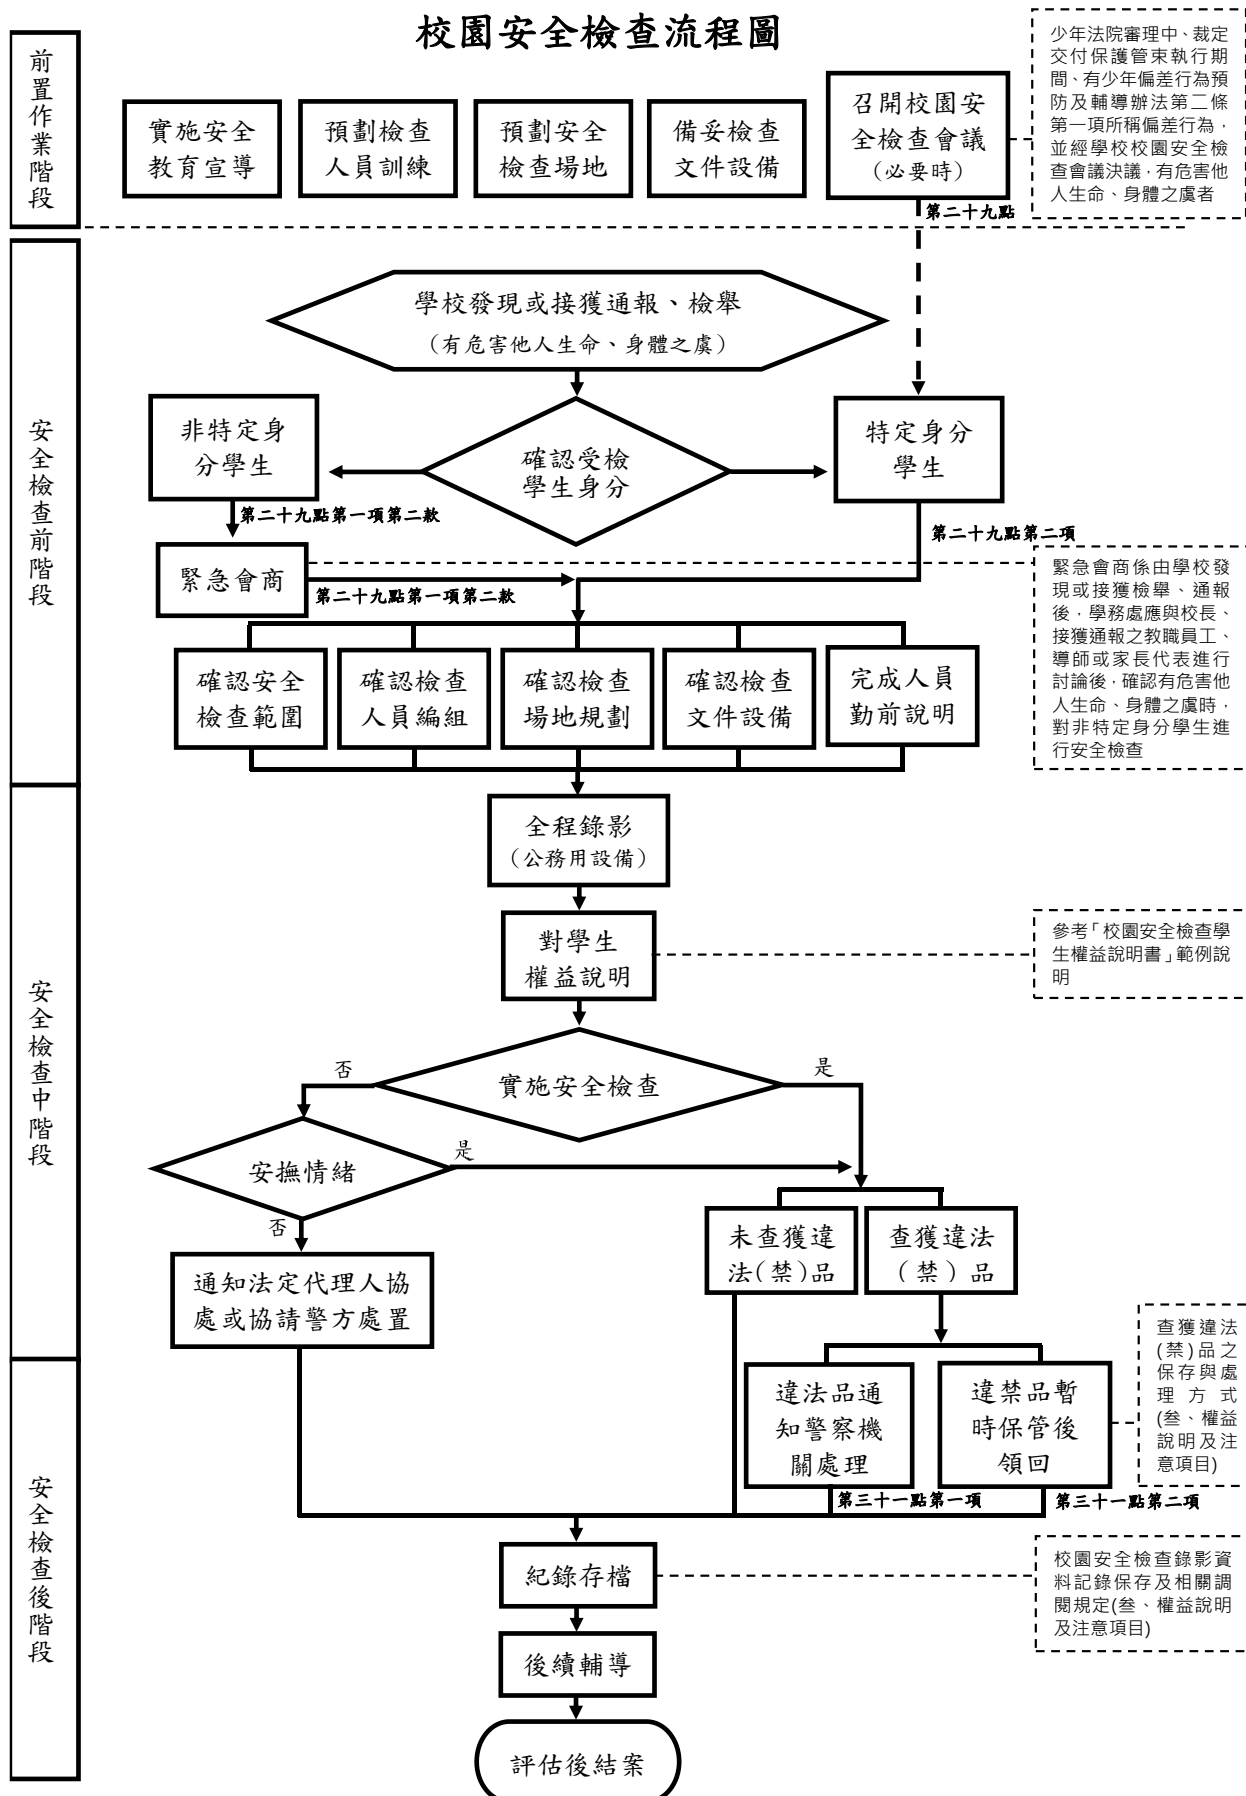 校園安全檢查流程圖
前置作業階段
實施安全
教育宣導
預劃檢查
人員訓練
預劃安全
檢查場地
備妥檢查
文件設備
召開校園安
全檢查會議
(必要時)
第二十九點
少年法院審理中、裁定
交付保護管束執行期
間、有少年偏差行為預
防及輔導辦法第二條
第一項所稱偏差行為，
並經學校校園安全檢
查會議決議，有危害他
人生命、身體之虞者
安全檢查前階段
學校發現或接獲通報、檢舉
(有危害他人生命、身體之虞)
非特定身
分學生
確認受檢
學生身分
特定身分
學生
第二十九點第一項第二款
第二十九點第二項
緊急會商
第二十九點第一項第二款
緊急會商係由學校發
現或接獲檢舉、通報
後，學務處應與校長、
接獲通報之教職員工、
導師或家長代表進行
討論後，確認有危害他
人生命、身體之虞時，
對非特定身分學生進
行安全檢查
確認安全
檢查範圍
確認檢查
人員編組
確認檢查
場地規劃
確認檢查
文件設備
完成人員
勤前說明
安全檢查中階段
全程錄影
(公務用設備)
對學生
權益說明
參考「校園安全檢查學
生權益說明書」範例說
明
實施安全檢查
否
是
安撫情緒
是
否
通知法定代理人協
處或協請警方處置
未查獲違
法(禁)品
查獲違法
(禁)品
安全檢查後階段
違法品通
知警察機
關處理
違禁品暫
時保管後
領回
查獲違法
(禁)品之
保存與處
理方式
(叁、權益
說明及注
意項目)
第三十一點第一項
第三十一點第二項
紀錄存檔
校園安全檢查錄影資
料記錄保存及相關調
閱規定(叁、權益說明
及注意項目)
後續輔導
評估後結案